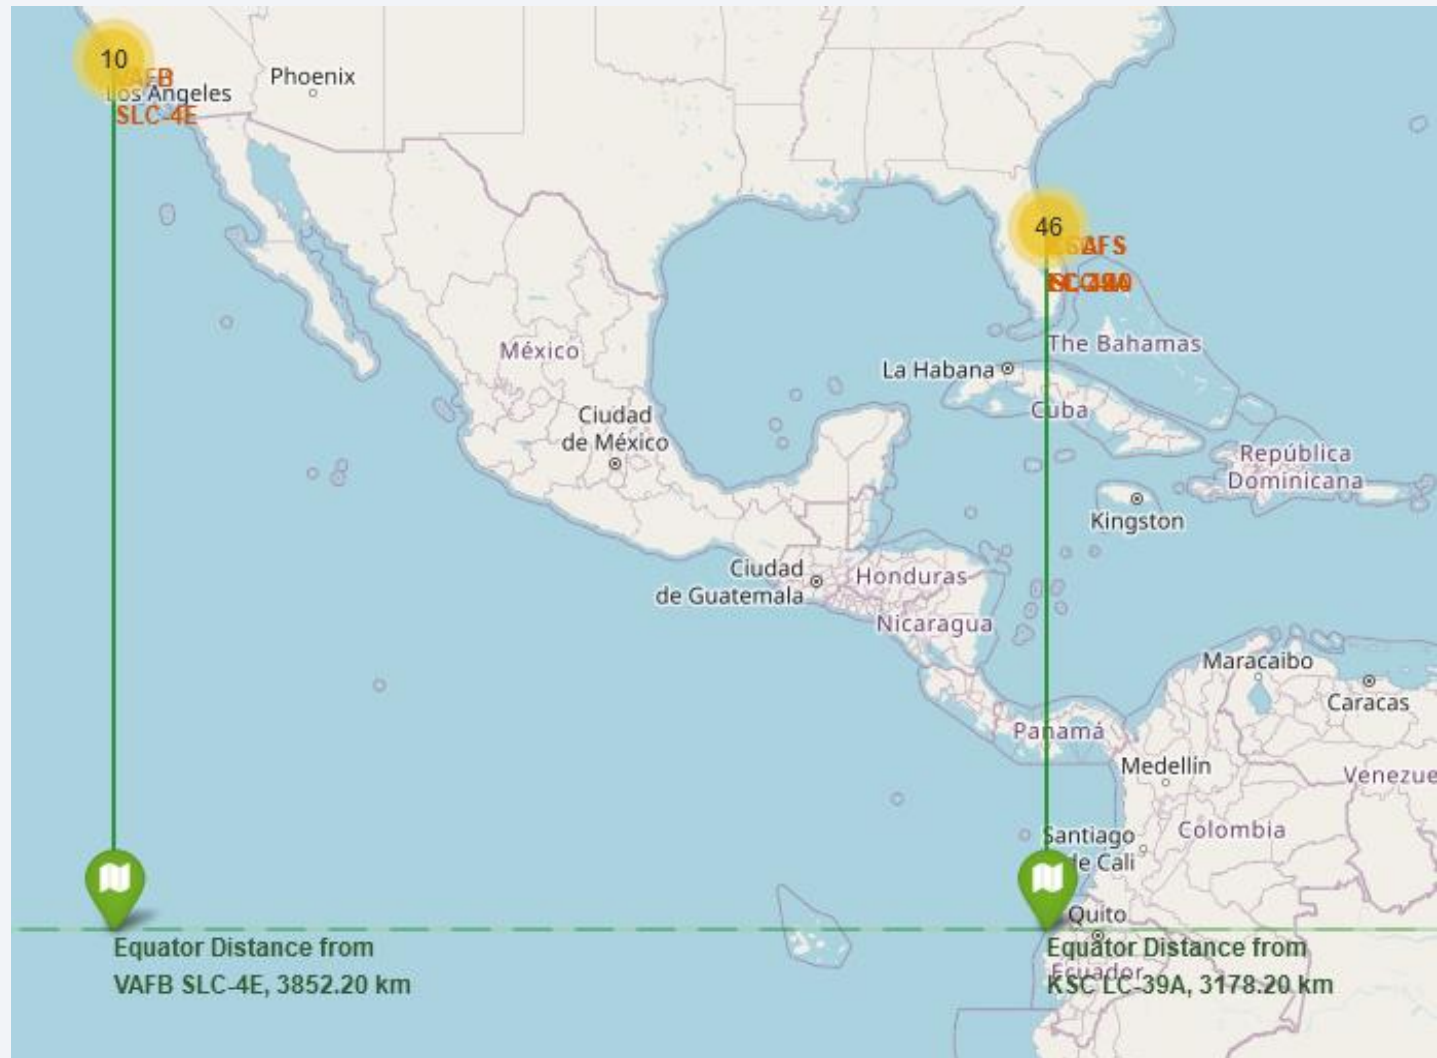 10
VAFB
SLC-4E
Los Angeles
Phoenix
46
The Bahamas
La Habana
México
Cuba
Ciudad
de México
República
Dominicana
Kingston
Ciudad
de Guatemala
Honduras
Nicaragua
Maracaibo
Caracas
Panamá
Medellín
Venezue
Santiago
de Cali
Colombia
Quito
Ecuador
Equator Distance from
VAFB SLC-4E, 3852.20 km
Equator Distance from
KSC LC-39A, 3178.20 km